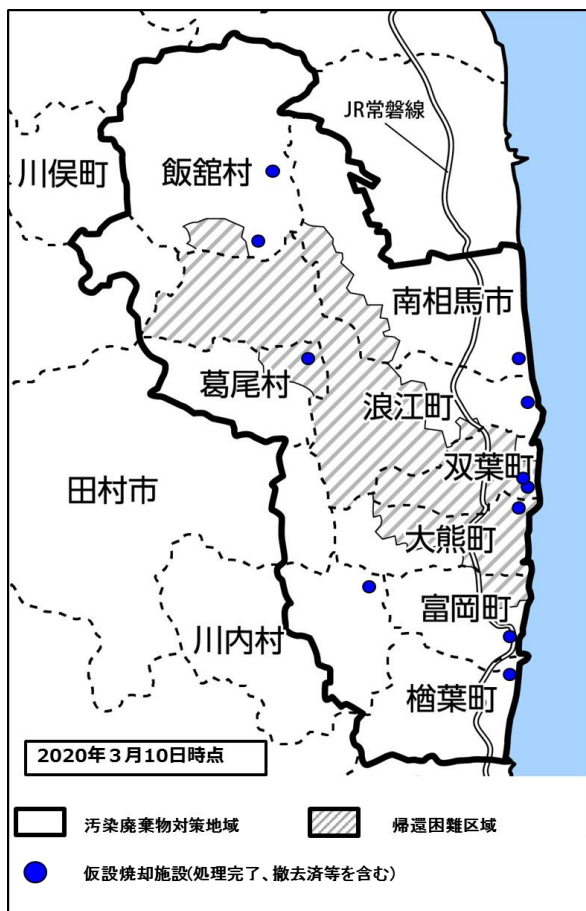 JR常磐線
川俣町
飯舘村
南相馬市
葛尾村
浪江町
双葉町
田村市
大熊町
富岡町
川内村
楢葉町
2020年3月10日時点
汚染廃棄物対策地域
帰還困難区域
仮設焼却施設(処理完了、撤去済等を含む)